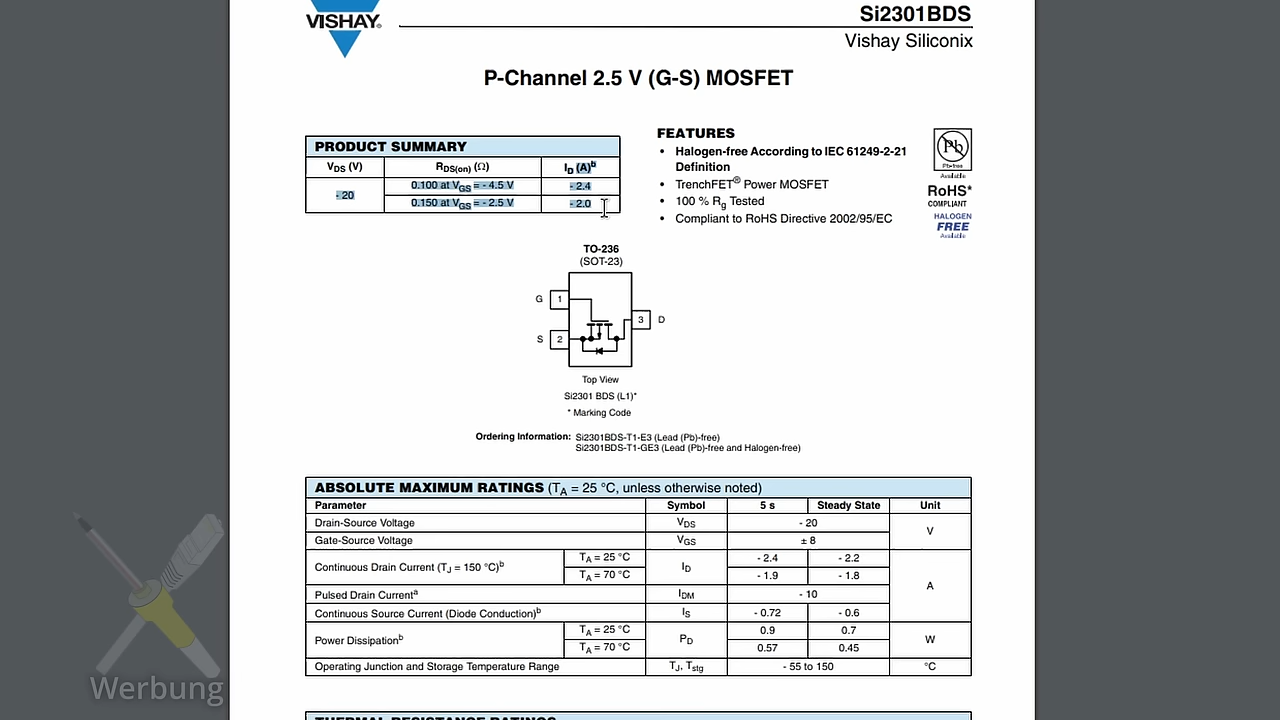 VISHAY®
Si2301BDS
Vishay Siliconix
P-Channel 2.5 V (G-S) MOSFET
PRODUCT SUMMARY
VDS (V) RDS(on) (Ω) ID (A)b
- 20 0.100 at VGS = - 4.5 V - 2.4
0.150 at VGS = - 2.5 V - 2.0
FEATURES
• Halogen-free According to IEC 61249-2-21
Definition
• TrenchFET® Power MOSFET
• 100 % Rg Tested
• Compliant to RoHS Directive 2002/95/EC
Pb
Pb-free
Available
RoHS*
COMPLIANT
HALOGEN
FREE
Available
TO-236
(SOT-23)
G 1
3 D
S 2
Top View
Si2301 BDS (L1)*
* Marking Code
Ordering Information: Si2301BDS-T1-E3 (Lead (Pb)-free)
Si2301BDS-T1-GE3 (Lead (Pb)-free and Halogen-free)
ABSOLUTE MAXIMUM RATINGS (TA = 25 °C, unless otherwise noted)
Parameter Symbol 5 s Steady State Unit
Drain-Source Voltage VDS - 20 V
Gate-Source Voltage VGS ± 8
Continuous Drain Current (TJ = 150 °C)b TA = 25 °C ID - 2.4 - 2.2 A
TA = 70 °C - 1.9 - 1.8
Pulsed Drain Currenta IDM - 10
Continuous Source Current (Diode Conduction)b IS - 0.72 - 0.6
Power Dissipationb TA = 25 °C PD 0.9 0.7 W
TA = 70 °C 0.57 0.45
Operating Junction and Storage Temperature Range TJ, Tstg - 55 to 150 °C
THERMAL RESISTANCE RATINGS
Werbung